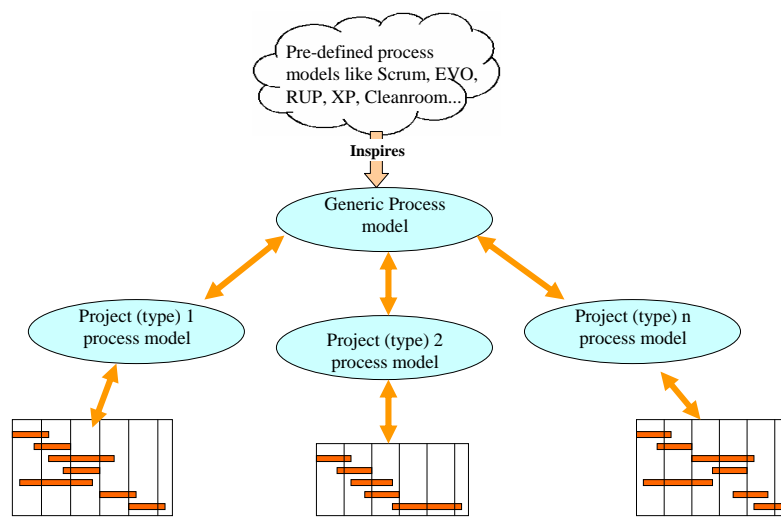 Pre-defined process
models like Scrum, EVO,
RUP, XP, Cleanroom...
Inspires
Generic Process
model
Project (type) 1
process model
Project (type) 2
process model
Project (type) n
process model